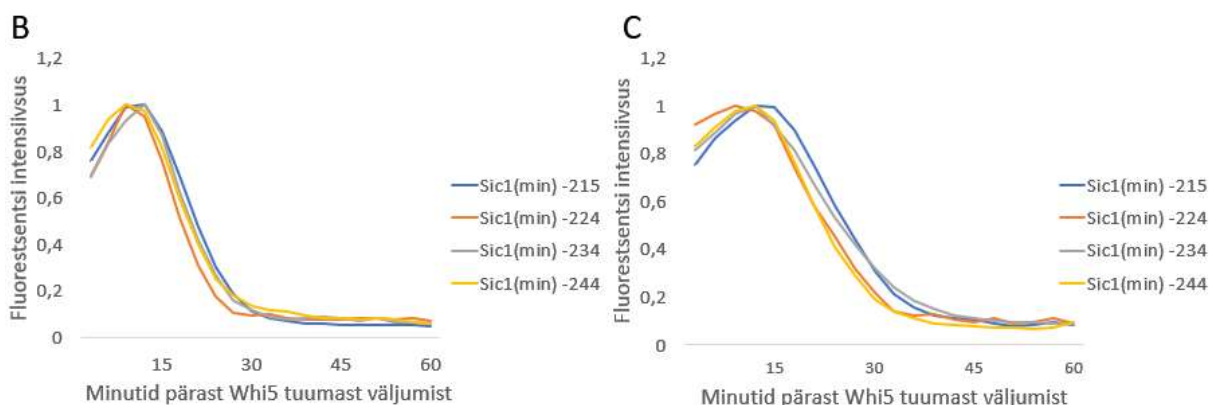 B
1,2
1
0,8
0,6
0,4
0,2
0
Fluorestsentsi intensiivsus
15
30
45
60
Minutid pärast Whi5 tuumast väljumist
Sic1(min) -215
Sic1(min) -224
Sic1(min) -234
Sic1(min) -244
C
1,2
1
0,8
0,6
0,4
0,2
0
Fluorestsentsi intensiivsus
15
30
45
60
Minutid pärast Whi5 tuumast väljumist
Sic1(min) -215
Sic1(min) -224
Sic1(min) -234
Sic1(min) -244